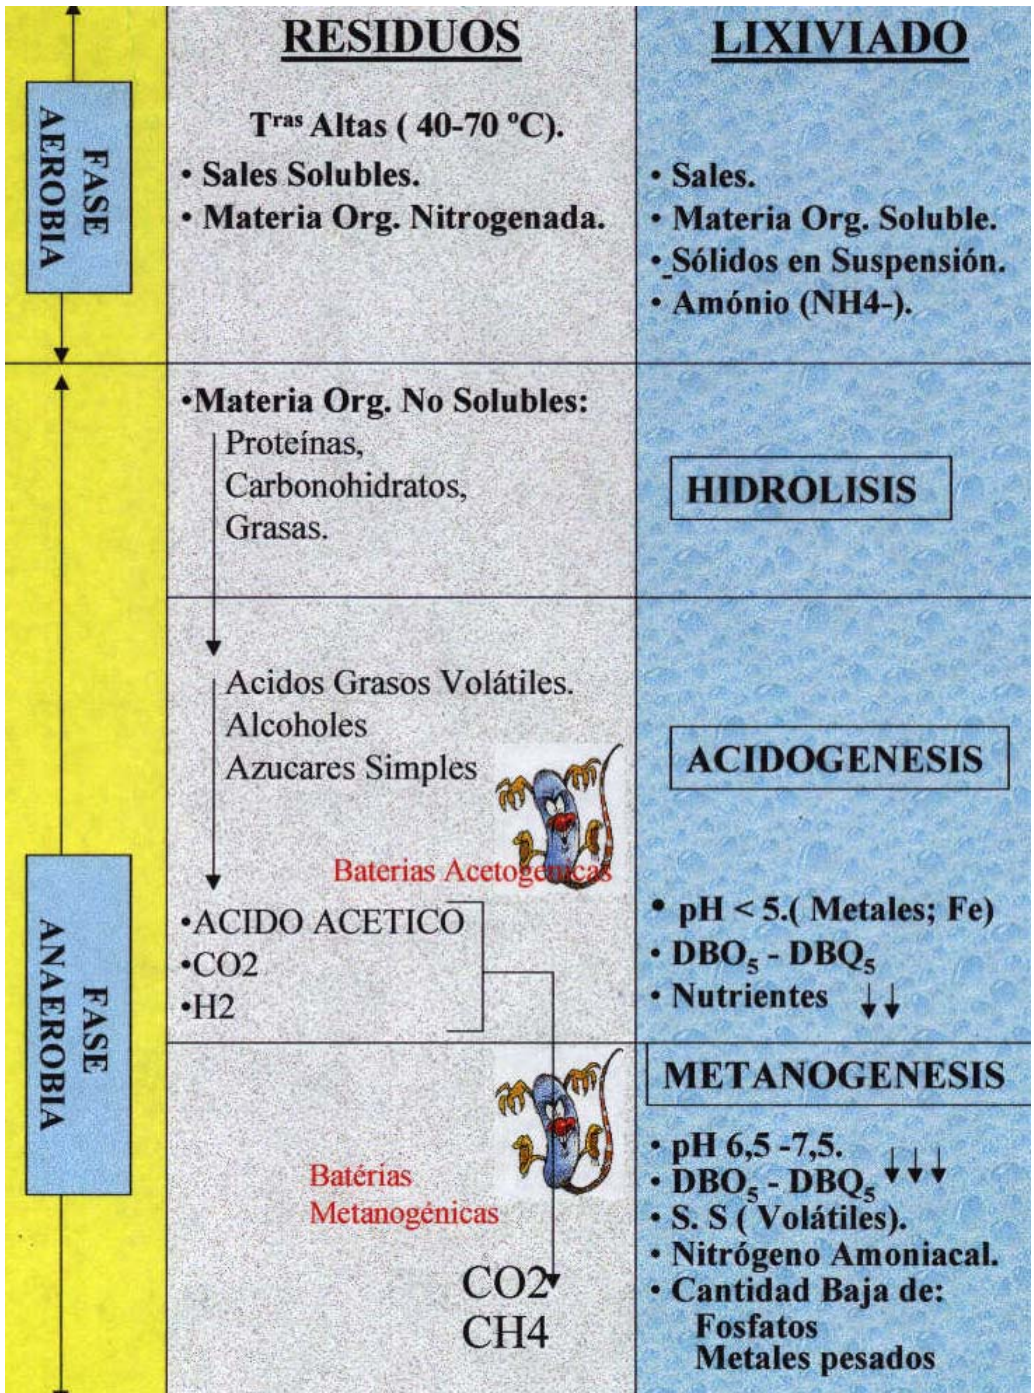 RESIDUOS
LIXIVIADO
FASE
AEROBIA
Tras Altas ( 40-70 ºC).
• Sales Solubles.
• Materia Org. Nitrogenada.
• Sales.
• Materia Org. Soluble.
• Sólidos en Suspensión.
• Amónio (NH4-).
FASE
ANAEROBIA
•Materia Org. No Solubles:
Proteínas,
Carbonohidratos,
Grasas.
HIDROLISIS
Acidos Grasos Volátiles.
Alcoholes
Azucares Simples
Baterias Acetogenicas
•ACIDO ACETICO
•CO2
•H2
ACIDOGENESIS
• pH < 5.( Metales; Fe)
• DBO5 - DBQ5
• Nutrientes ↓↓
Batérias
Metanogénicas
CO2
CH4
METANOGENESIS
• pH 6,5 -7,5.
• DBO5 - DBQ5 ↓↓↓
• S. S ( Volátiles).
• Nitrógeno Amoniacal.
• Cantidad Baja de:
Fosfatos
Metales pesados